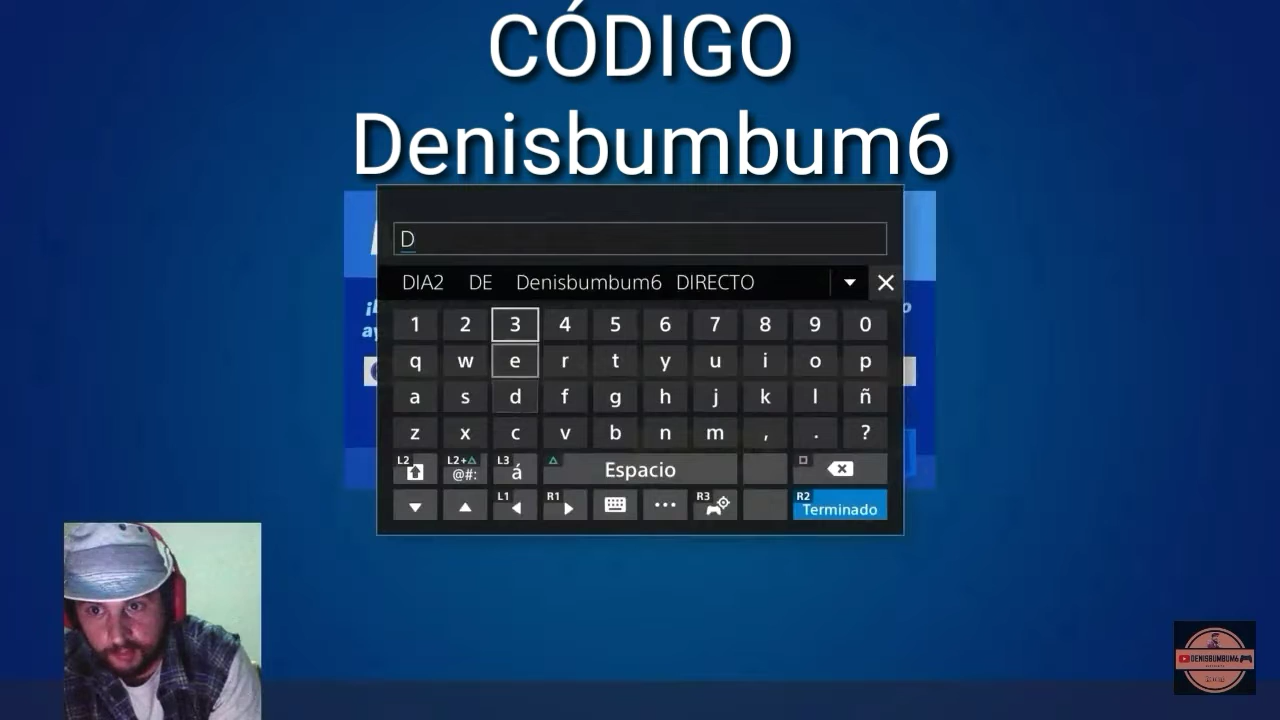 CÓDIGO
Denisbumbum6
D
DIA2 DE Denisbumbum6 DIRECTO
1 2 3 4 5 6 7 8 9 0
q w e r t y u i o p
a s d f g h j k l ñ
z x c v b n m , . ?
L2 L2+△ @#: L3 á △ Espacio
L1 R1 ... R3 R2 Terminado
DENISBUMBUM6